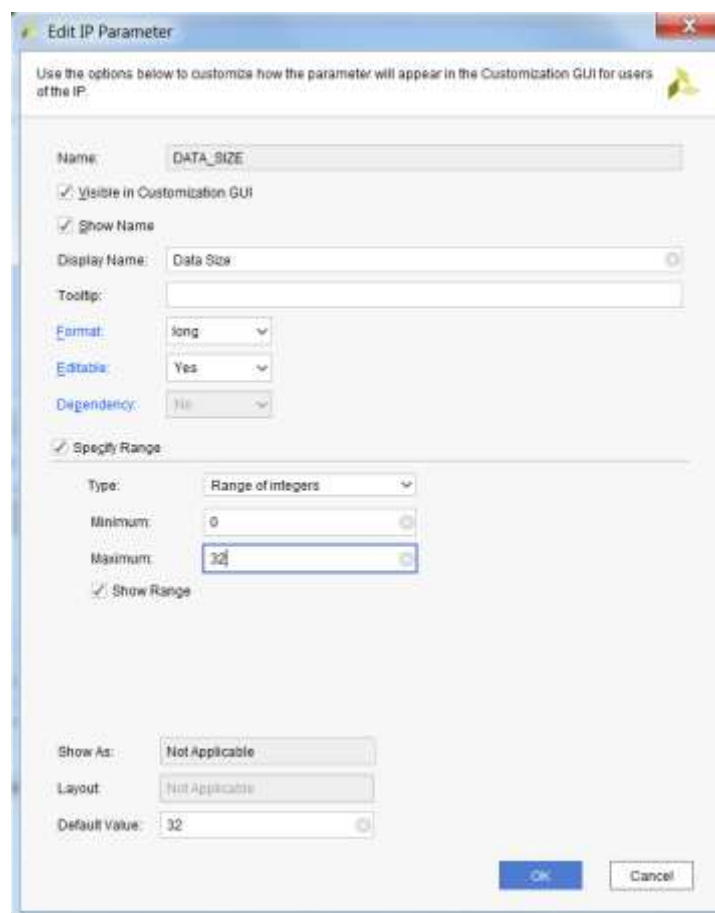 Edit IP Parameter
Use the options below to customize how the parameter will appear in the Customization GUI for users
of the IP.
Name: DATA_SIZE
Visible in Customization GUI
Show Name
Display Name: Data Size
Tooltip:
Format: long
Editable: Yes
Dependency: No
Specify Range
Type: Range of integers
Minimum: 0
Maximum: 32
Show Range
Show As: Not Applicable
Layout: Not Applicable
Default Value: 32
OK Cancel